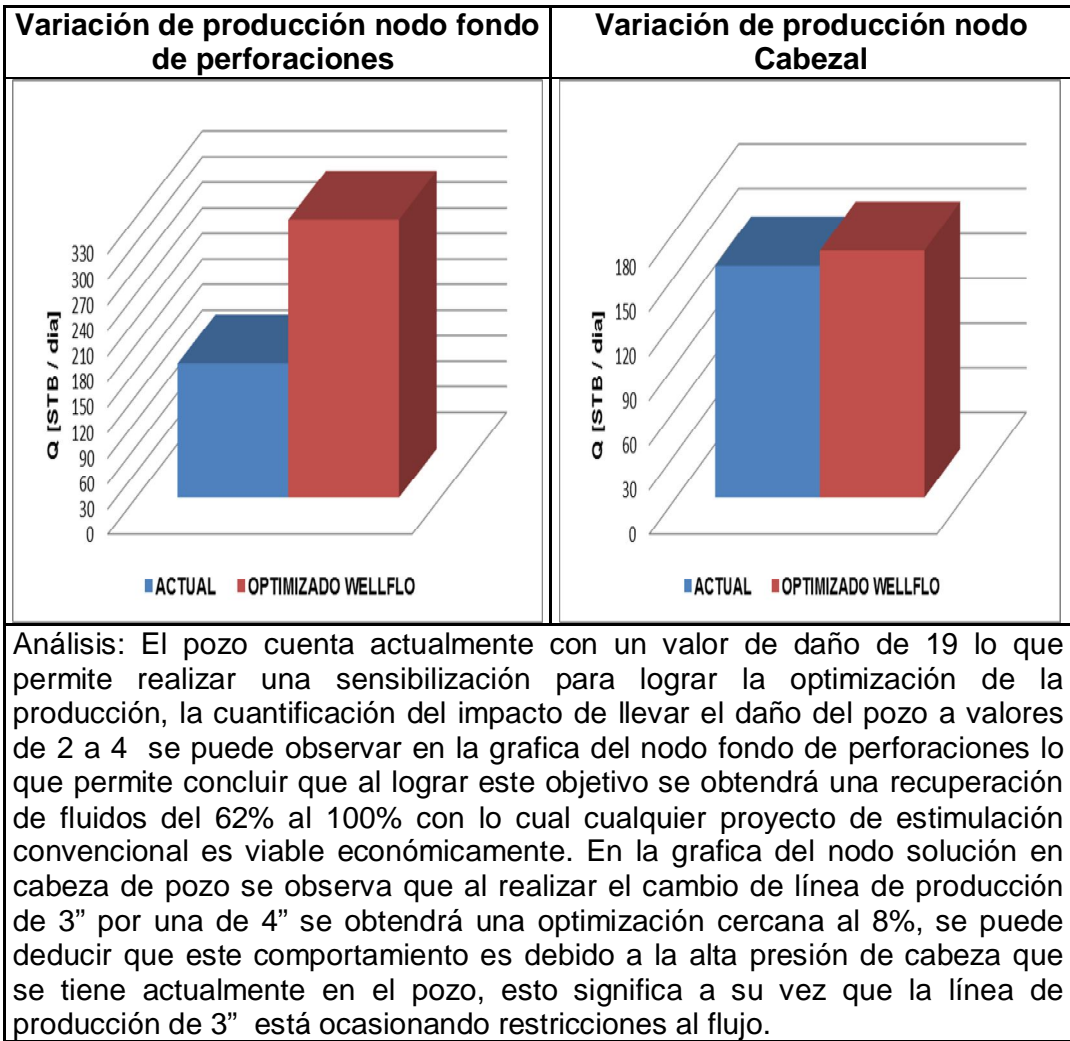 Variación de producción nodo fondo
de perforaciones
Variación de producción nodo
Cabezal
Q [STB / dia]
330
300
270
240
210
180
150
120
90
60
30
0
ACTUAL OPTIMIZADO WELLFLO
Q [STB / dia]
180
150
120
90
60
30
0
ACTUAL OPTIMIZADO WELLFLO
Análisis: El pozo cuenta actualmente con un valor de daño de 19 lo que
permite realizar una sensibilización para lograr la optimización de la
producción, la cuantificación del impacto de llevar el daño del pozo a valores
de 2 a 4 se puede observar en la grafica del nodo fondo de perforaciones lo
que permite concluir que al lograr este objetivo se obtendrá una recuperación
de fluidos del 62% al 100% con lo cual cualquier proyecto de estimulación
convencional es viable económicamente. En la grafica del nodo solución en
cabeza de pozo se observa que al realizar el cambio de línea de producción
de 3” por una de 4” se obtendrá una optimización cercana al 8%, se puede
deducir que este comportamiento es debido a la alta presión de cabeza que
se tiene actualmente en el pozo, esto significa a su vez que la línea de
producción de 3” está ocasionando restricciones al flujo.